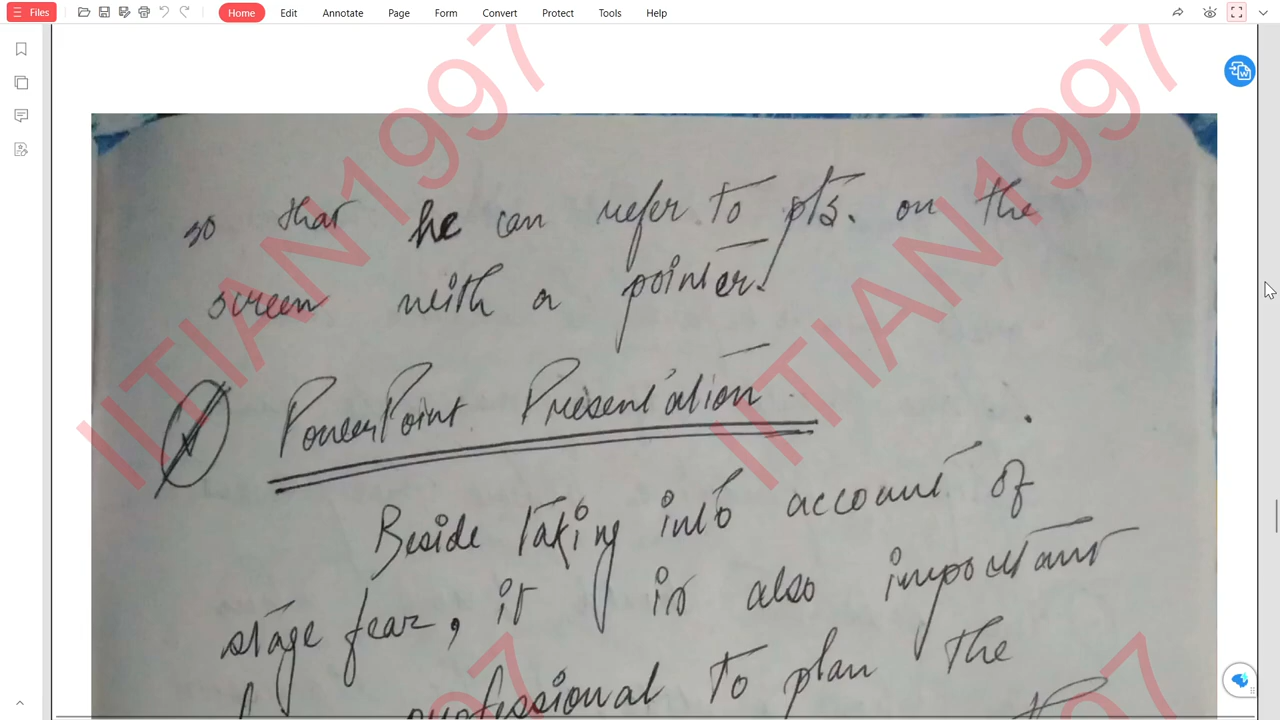 Files
Home Edit Annotate Page Form Convert Protect Tools Help
IITIAN1997 IITIAN1997
so that he can refer to pts. on the
screen with a pointer.
PowerPoint Presentation
Beside taking into account of
stage fear, it is also important
professional to plan the